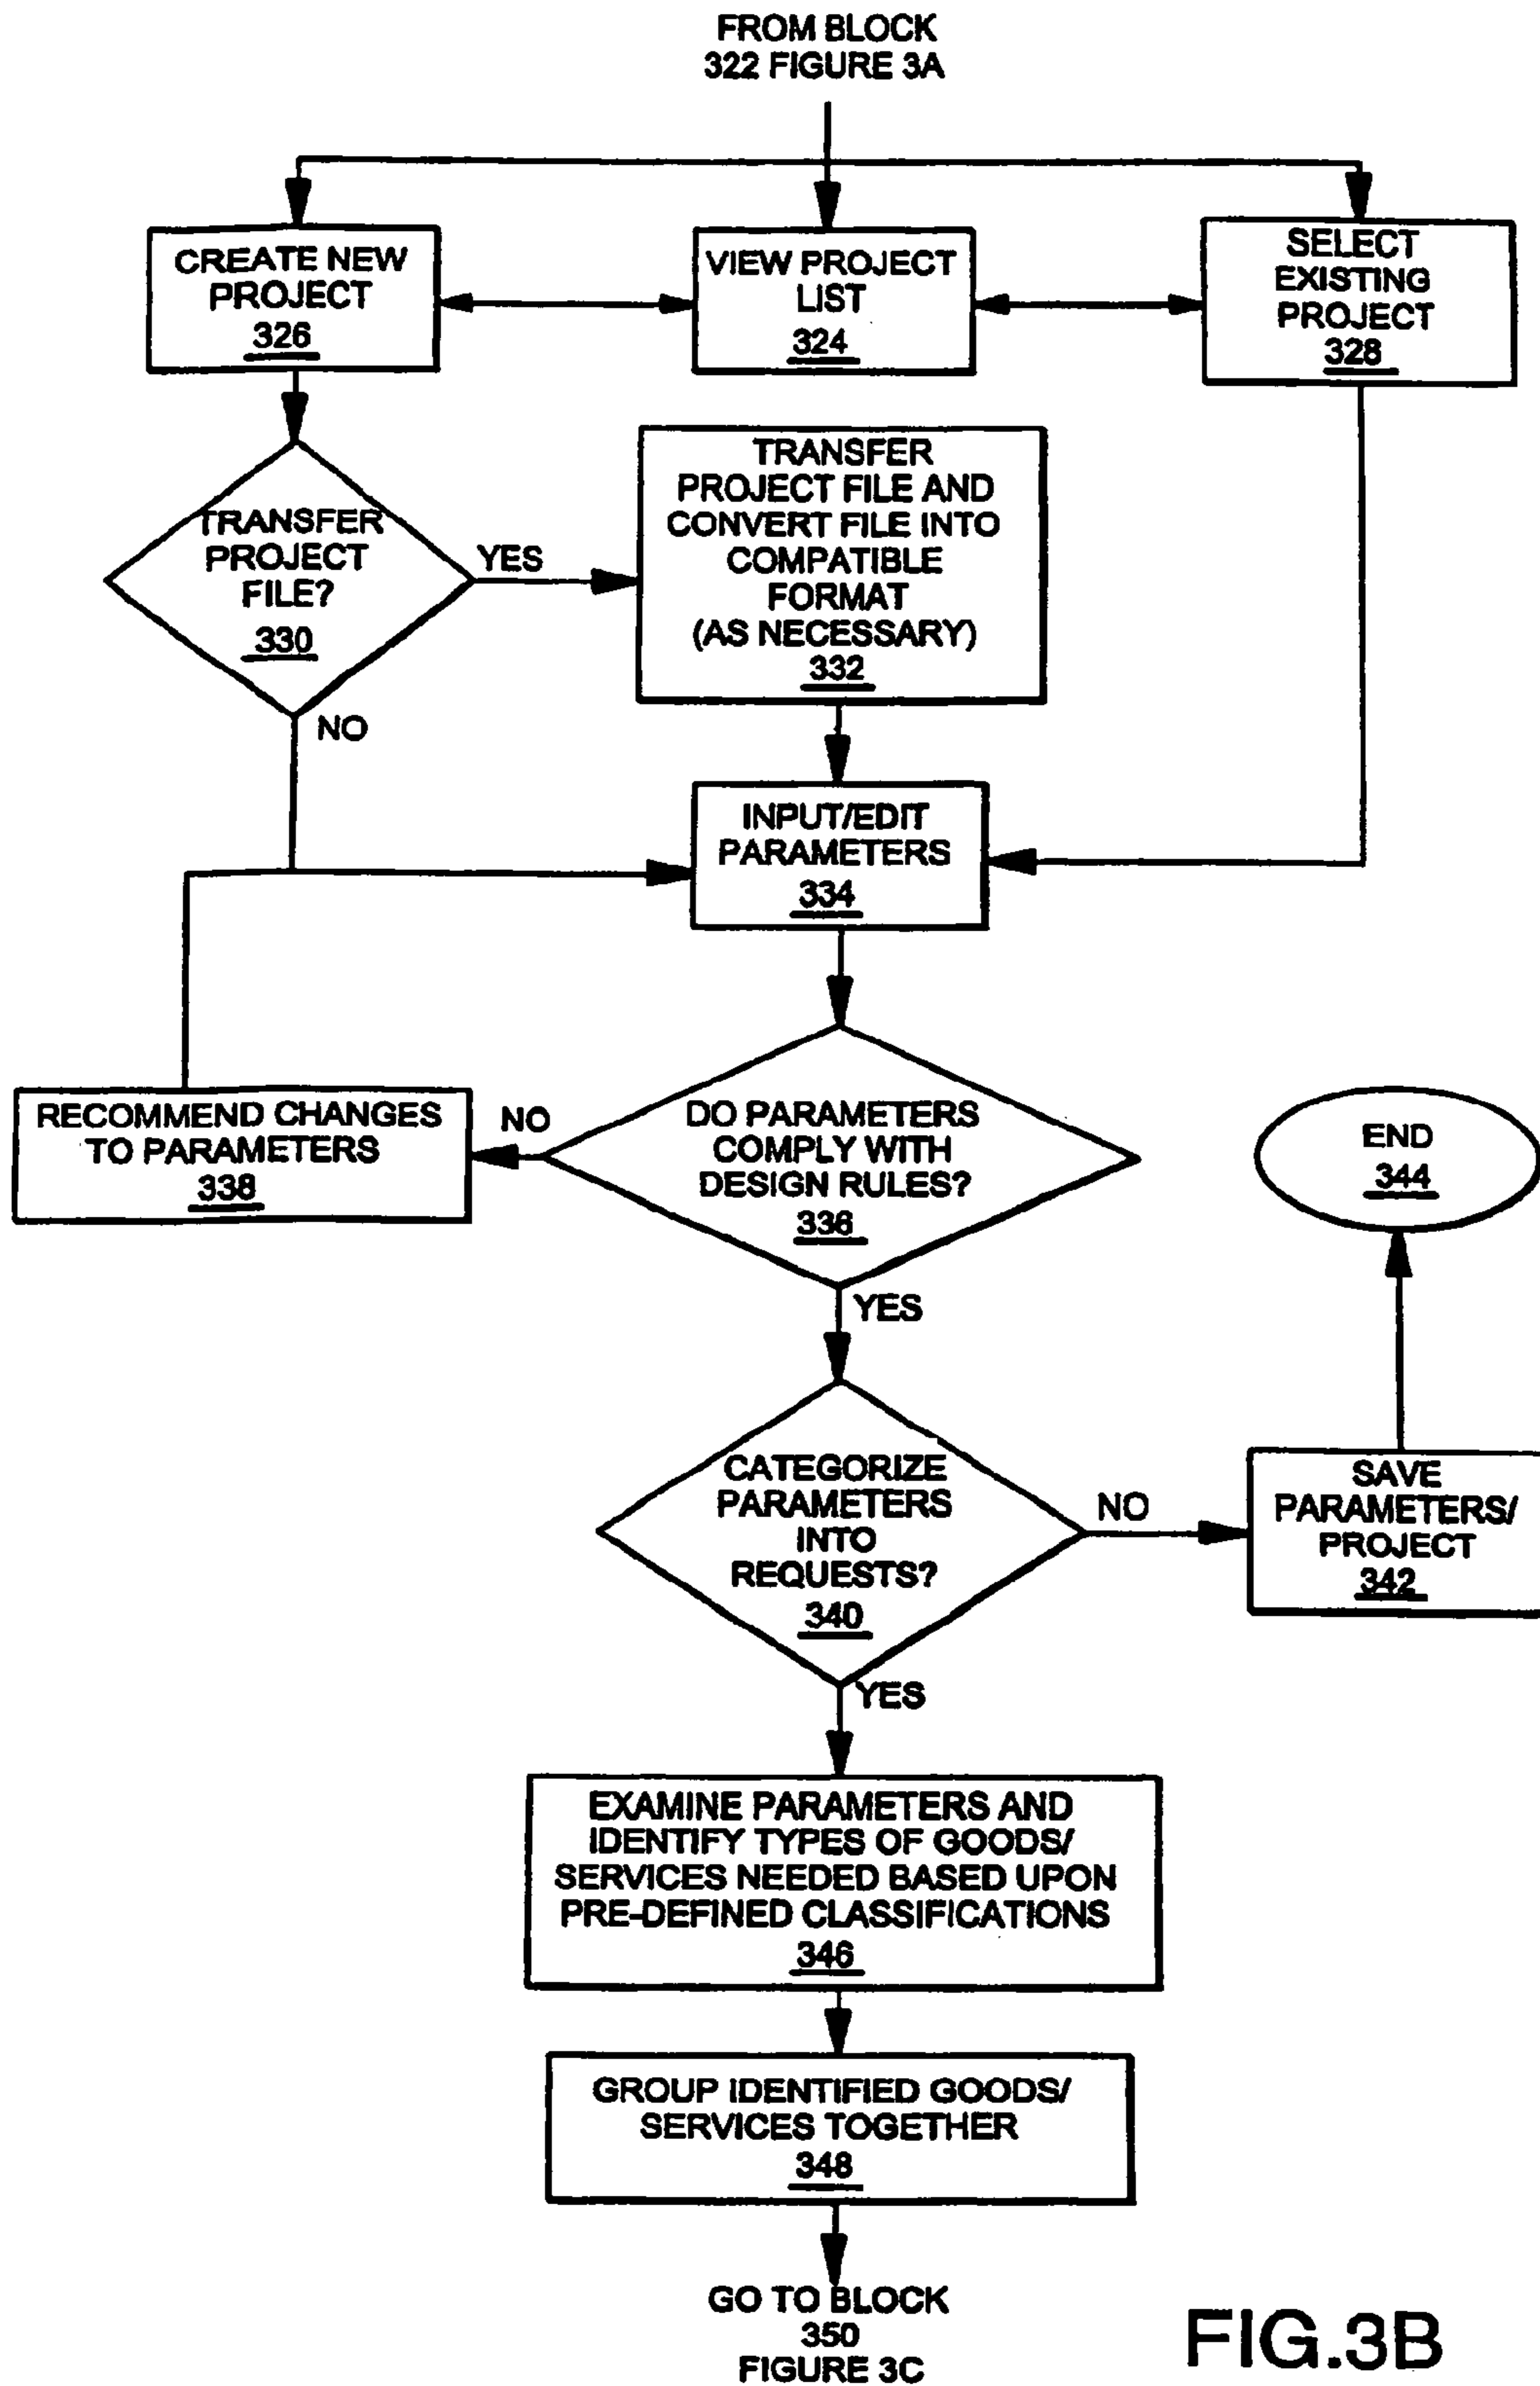 FROM BLOCK
322 FIGURE 3A
CREATE NEW
PROJECT
326
VIEW PROJECT
LIST
324
SELECT
EXISTING
PROJECT
328
TRANSFER
PROJECT
FILE?
330
YES
NO
TRANSFER
PROJECT FILE AND
CONVERT FILE INTO
COMPATIBLE
FORMAT
(AS NECESSARY)
332
INPUT/EDIT
PARAMETERS
334
RECOMMEND CHANGES
TO PARAMETERS
338
NO
DO PARAMETERS
COMPLY WITH
DESIGN RULES?
336
YES
END
344
CATEGORIZE
PARAMETERS
INTO
REQUESTS?
340
NO
YES
SAVE
PARAMETERS/
PROJECT
342
EXAMINE PARAMETERS AND
IDENTIFY TYPES OF GOODS/
SERVICES NEEDED BASED UPON
PRE-DEFINED CLASSIFICATIONS
346
GROUP IDENTIFIED GOODS/
SERVICES TOGETHER
348
GO TO BLOCK
350
FIGURE 3C
FIG.3B